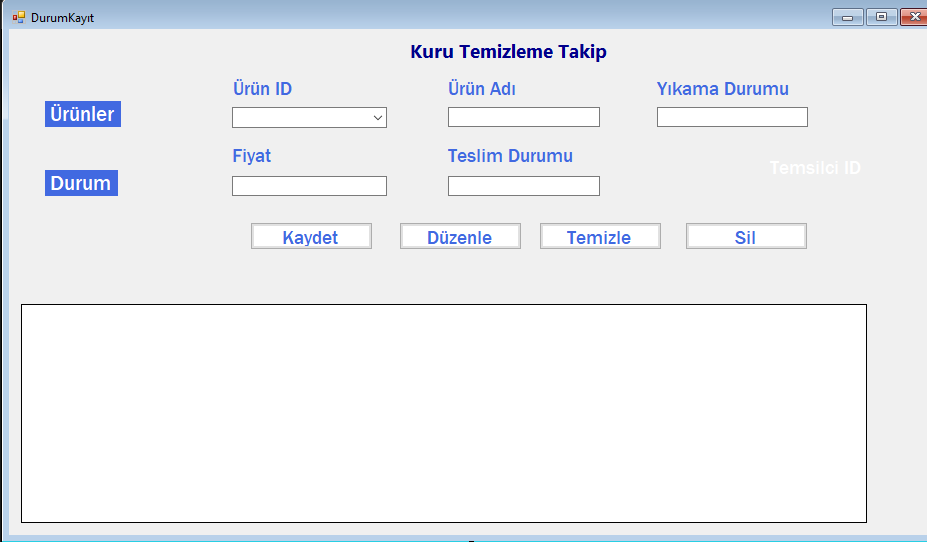 DurumKayıt
Kuru Temizleme Takip
Ürün ID
Ürün Adı
Yıkama Durumu
Ürünler
Fiyat
Teslim Durumu
Temsilci ID
Durum
Kaydet
Düzenle
Temizle
Sil